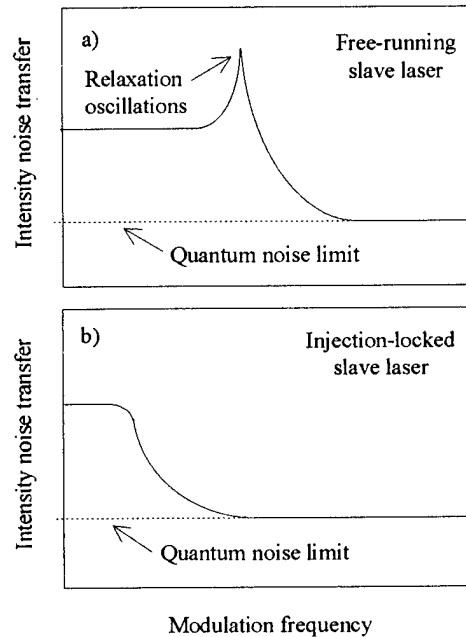 a)
Free-running
slave laser
Relaxation
oscillations
Intensity noise transfer
Quantum noise limit
b)
Injection-locked
slave laser
Intensity noise transfer
Quantum noise limit
Modulation frequency